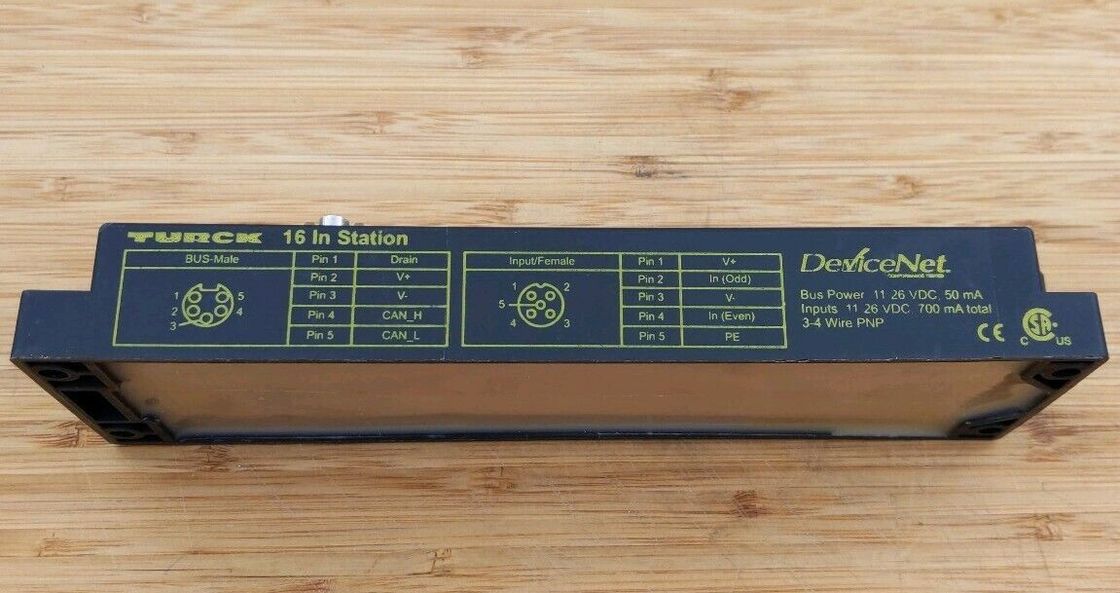 TURCK 16 In Station
BUS-Male
1 5
2 4
3
Pin 1 Drain
Pin 2 V+
Pin 3 V-
Pin 4 CAN_H
Pin 5 CAN_L
Input/Female
1 2
5
4 3
Pin 1 V+
Pin 2 In (Odd)
Pin 3 V-
Pin 4 In (Even)
Pin 5 PE
DeviceNet
CONFORMANCE TESTED
Bus Power 11 26 VDC, 50 mA
Inputs 11 26 VDC, 700 mA total
3-4 Wire PNP
CE
C SA US